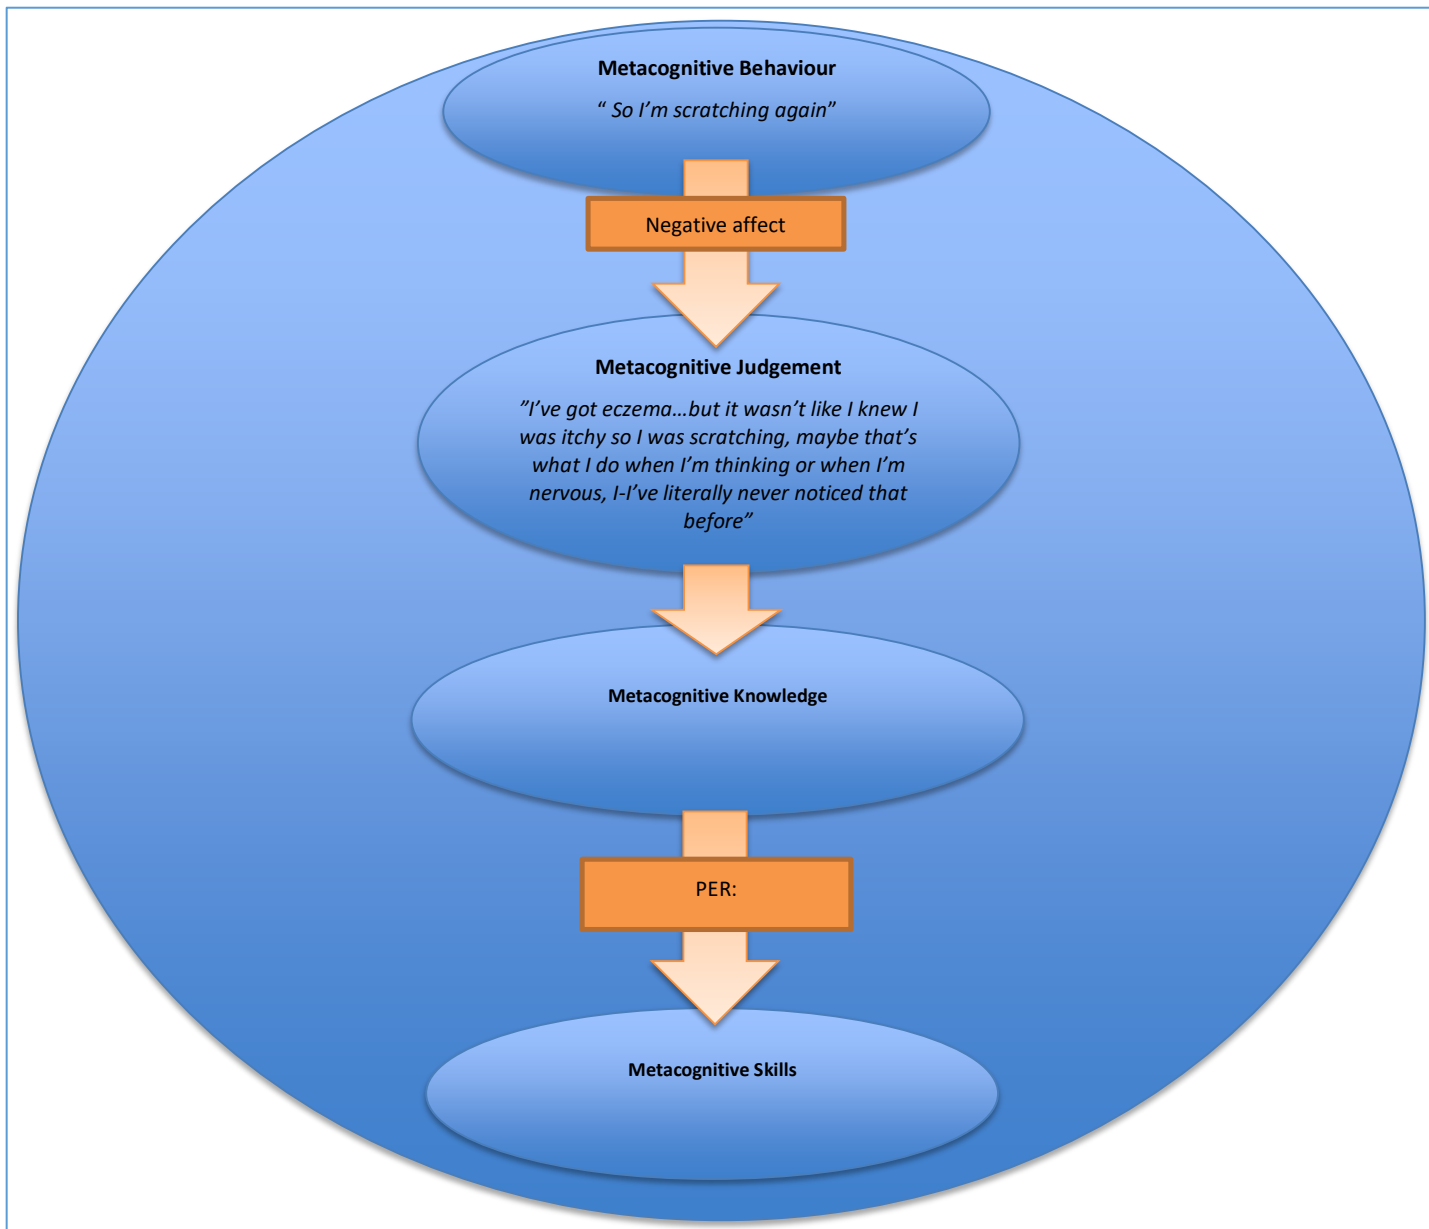 Metacognitive Behaviour
“ So I’m scratching again”
Negative affect
Metacognitive Judgement
”I’ve got eczema...but it wasn’t like I knew I
was itchy so I was scratching, maybe that’s
what I do when I’m thinking or when I’m
nervous, I-I’ve literally never noticed that
before”
Metacognitive Knowledge
PER:
Metacognitive Skills